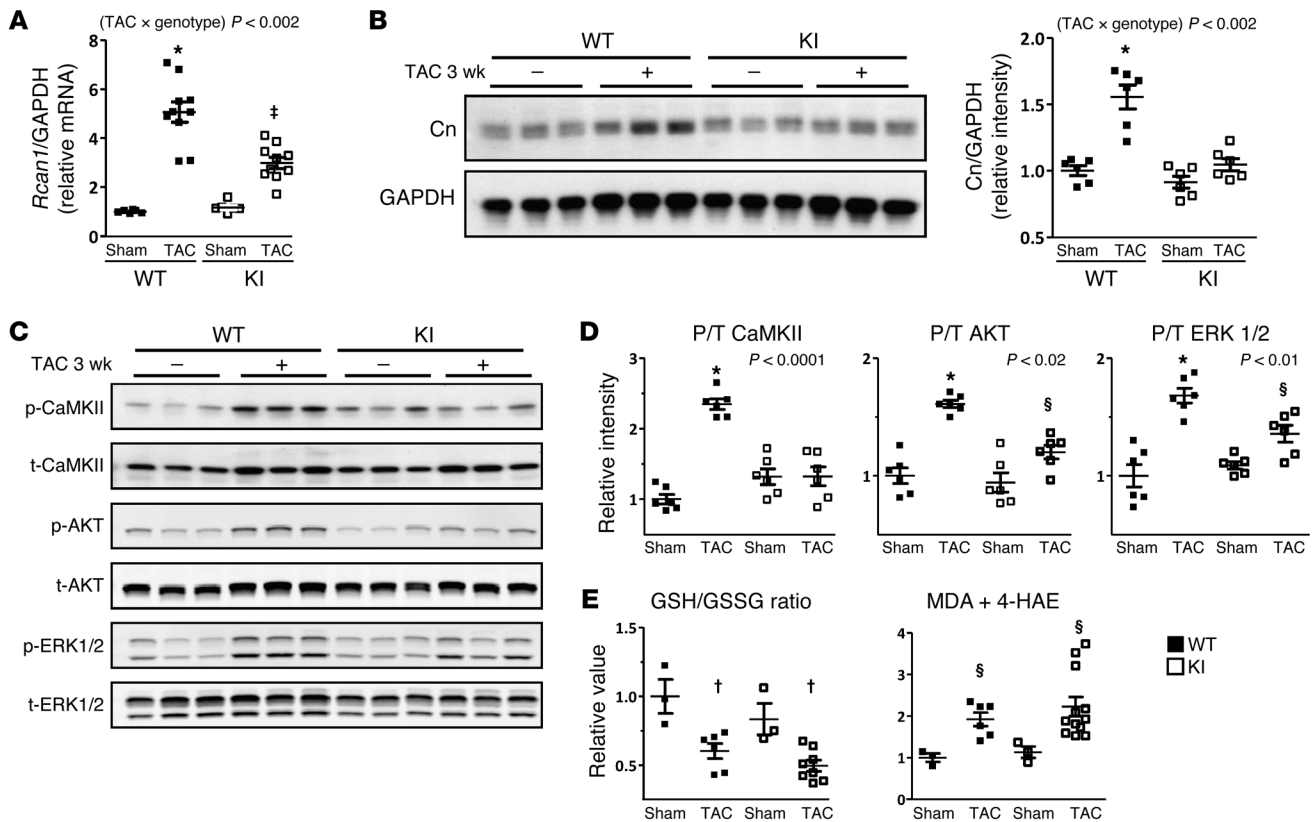 A
(TAC × genotype) P < 0.002
8
6
4
2
0
Rcan1/GAPDH
(relative mRNA)
*
‡
Sham TAC Sham TAC
WT KI
B
WT KI
TAC 3 wk − + − +
Cn
GAPDH
(TAC × genotype) P < 0.002
2.0
1.5
1.0
0.5
Cn/GAPDH
(relative intensity)
*
Sham TAC Sham TAC
WT KI
C
WT KI
TAC 3 wk − + − +
p-CaMKII
t-CaMKII
p-AKT
t-AKT
p-ERK1/2
t-ERK1/2
D
P/T CaMKII
P < 0.0001
3
2
1
Relative intensity
*
Sham TAC Sham TAC
P/T AKT
P < 0.02
2
1
*
§
Sham TAC Sham TAC
P/T ERK 1/2
P < 0.01
2
1
*
§
Sham TAC Sham TAC
E
GSH/GSSG ratio
1.5
1.0
0.5
Relative value
†
†
Sham TAC Sham TAC
MDA + 4-HAE
4
3
2
1
0
§
§
Sham TAC Sham TAC
WT
KI